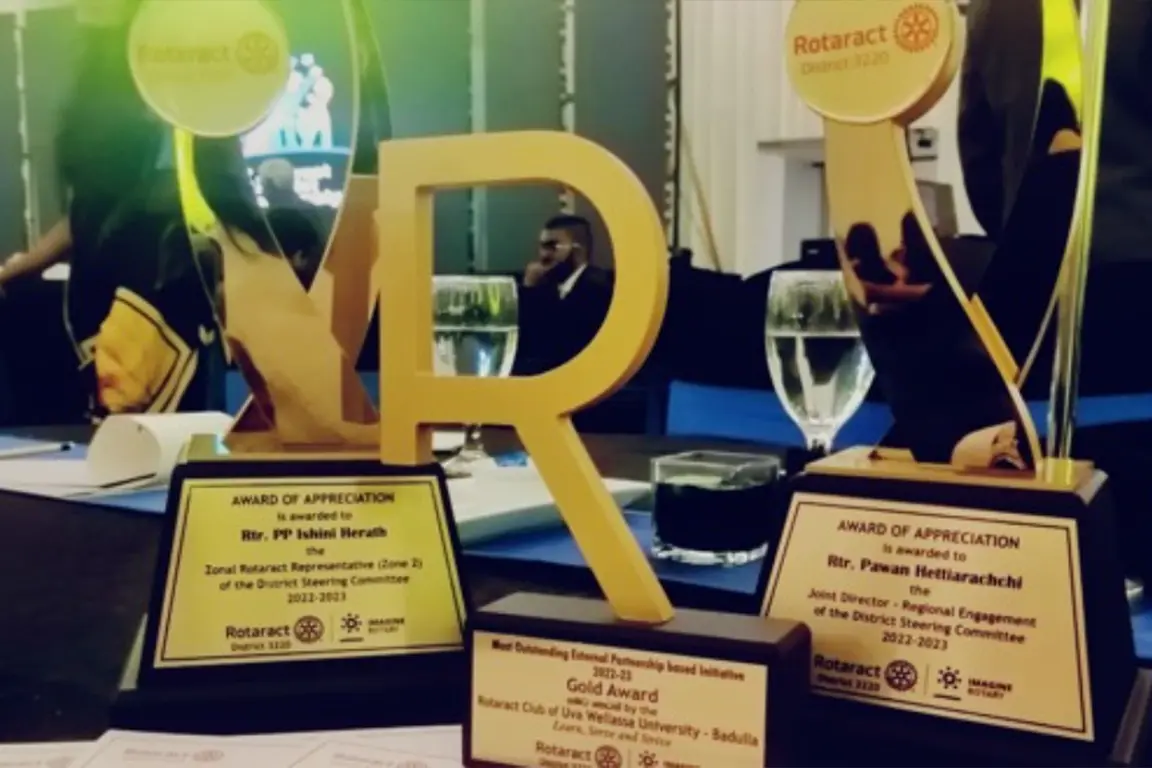 Rotaract
Rotaract
District 3220
R
AWARD OF APPRECIATION
is awarded to
Rtr. PP Ishini Herath
the
Zonal Rotaract Representative (Zone 2)
of the District Steering Committee
2022-2023
Rotaract
District 3220
IMAGINE
ROTARY
Most Outstanding External Partnership based Initiative
2022-23
Gold Award
by the
Rotaract Club of Uva Wellassa University - Badulla
Learn, Serve and Strive
Rotaract
IMAGINE
AWARD OF APPRECIATION
is awarded to
Rtr. Pawan Hettiarachchi
the
Joint Director - Regional Engagement
of the District Steering Committee
2022-2023
Rotaract
District 3220
IMAGINE
ROTARY